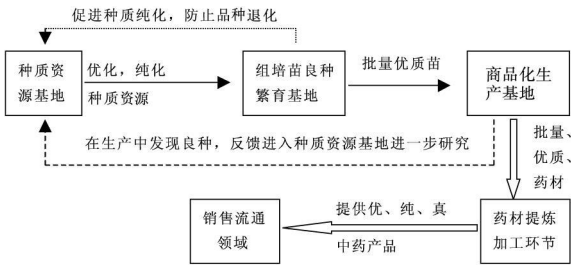 促进种质纯化，防止品种退化
种质资
源基地
优化，纯化
种质资源
组培苗良种
繁育基地
批量优质苗
商品化生
产基地
在生产中发现良种，反馈进入种质资源基地进一步研究
批量、
优质、
药材
销售流通
领域
提供优、纯、真
中药产品
药材提炼
加工环节